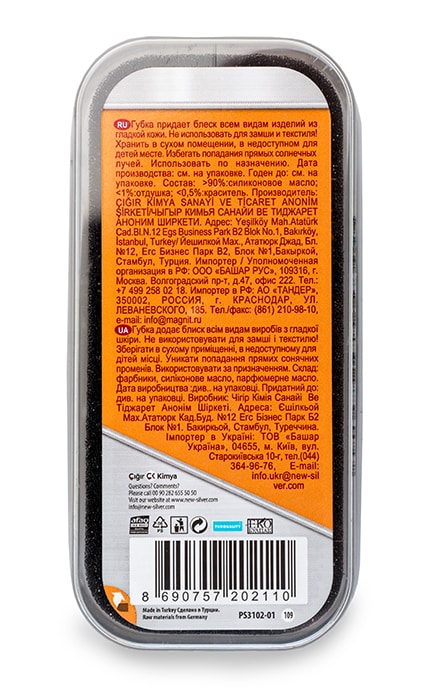 RU Губка придает блеск всем видам изделий из
гладкой кожи. Не использовать для замши и текстиля!
Хранить в сухом помещении, в недоступном для
детей месте. Избегать попадания прямых солнечных
лучей. Использовать по назначению. Дата
производства: см. на упаковке. Годен до: см. на
упаковке. Состав: >90%:силиконовое масло;
<1%:отдушка; <0,5%:краситель. Производитель:
ÇIĞIR KİMYA SANAYİ VE TİCARET ANONİM
ŞİRKETİ/ЧЫГЫР КИМЬЯ САНАЙИ ВЕ ТИДЖАРЕТ
АНОНИМ ШИРКЕТИ. Адрес: Yeşilköy Mah.Atatürk
Cad.Bl.N.12 Egs Business Park B2 Blok No.1, Bakırköy,
İstanbul, Turkey/ Йешилкой Мах., Ататюрк Джад. Бл.
№12, Егс Бизнес Парк B2, Блок №1,Бакыркой,
Стамбул, Турция. Импортер / Уполномоченная
организация в РФ: ООО «БАШАР РУС», 109316, г.
Москва. Волгоградский пр-т, д.47, офис 222. Тел.:
+7 499 258 02 18. Импортер в РФ: АО «ТАНДЕР»,
350002, РОССИЯ, Г. КРАСНОДАР, УЛ.
ЛЕВАНЕВСКОГО, 185. Тел./факс: (861) 210-98-10,
e-mail: info@magnit.ru
UA Губка додає блиск всім видам виробів з гладкої
шкіри. Не використовувати для замші і текстилю!
Зберігати в сухому приміщенні, в недоступному для
дітей місці. Уникати попадання прямих сонячних
променів. Використовувати за призначенням. Склад:
фарбники, силіконове масло, парфюмерне масло.
Дата виробництва :див. на упаковці. Придатний до:
див. на упаковці. Виробник: Чігір Кімія Санайі Ве
Тіджарет Анонім Шіркеті. Адреса: Єшілкьой
Мах.Ататюрк Кад.Буд. №12 Егс Бізнес Парк Б2
Блок №1. Бакиркьой, Стамбул, Туреччина.
Імпортер в Україні: ТОВ «Башар
Україна», 04655, м. Київ, вул.
Старокиївська 10-г, тел.(044)
364-96-76, E-mail:
info.ukr@new-sil
ver.com
Çığır Kimya
Questions? Comments?
Please call 00 90 282 655 50 50
Visit our website at
www.new-silver.com
afaq
PS
EKO
8 690757 202110
Made in Turkey Сделано в Турции.
Raw materials from Germany
PS3102-01
109